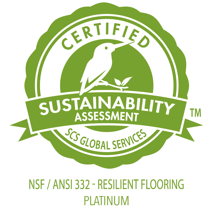 CERTIFIED
SUSTAINABILITY
ASSESSMENT
SCS GLOBAL SERVICES
TM
NSF / ANSI 332 - RESILIENT FLOORING
PLATINUM